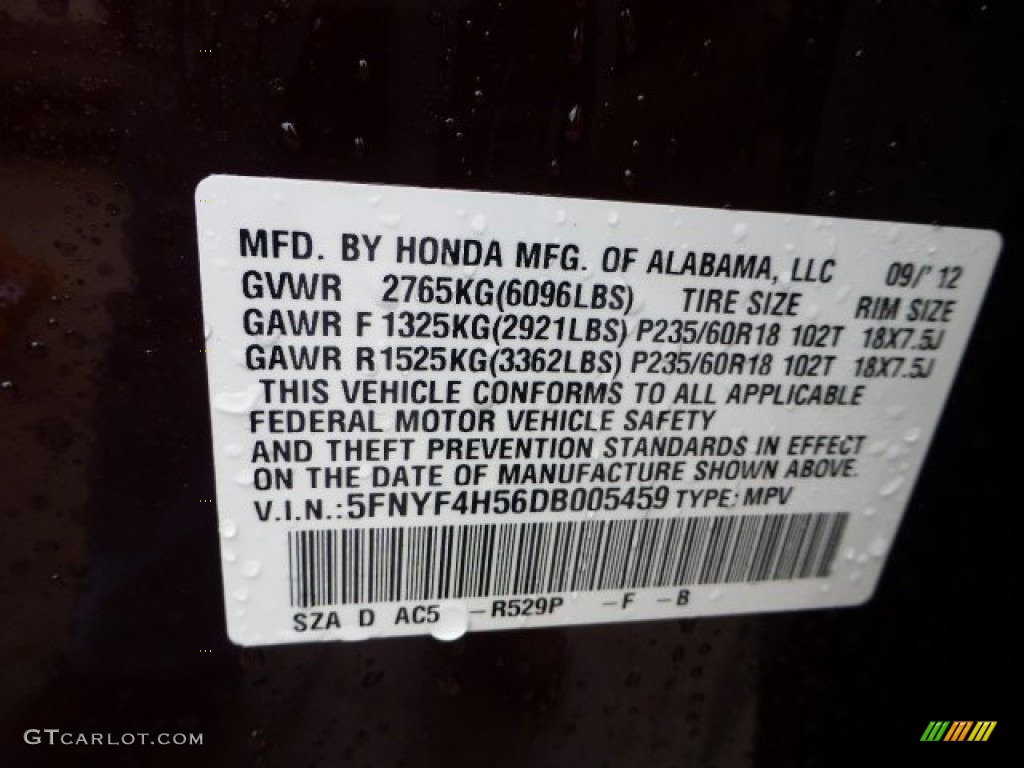 MFD. BY HONDA MFG. OF ALABAMA, LLC 09/' 12
GVWR 2765KG(6096LBS) TIRE SIZE RIM SIZE
GAWR F 1325KG(2921LBS) P235/60R18 102T 18X7.5J
GAWR R 1525KG(3362LBS) P235/60R18 102T 18X7.5J
THIS VEHICLE CONFORMS TO ALL APPLICABLE
FEDERAL MOTOR VEHICLE SAFETY
AND THEFT PREVENTION STANDARDS IN EFFECT
ON THE DATE OF MANUFACTURE SHOWN ABOVE.
V.I.N.:5FNYF4H56DB005459 TYPE: MPV
SZA D AC5 -R529P -F -B
GTCARLOT.COM